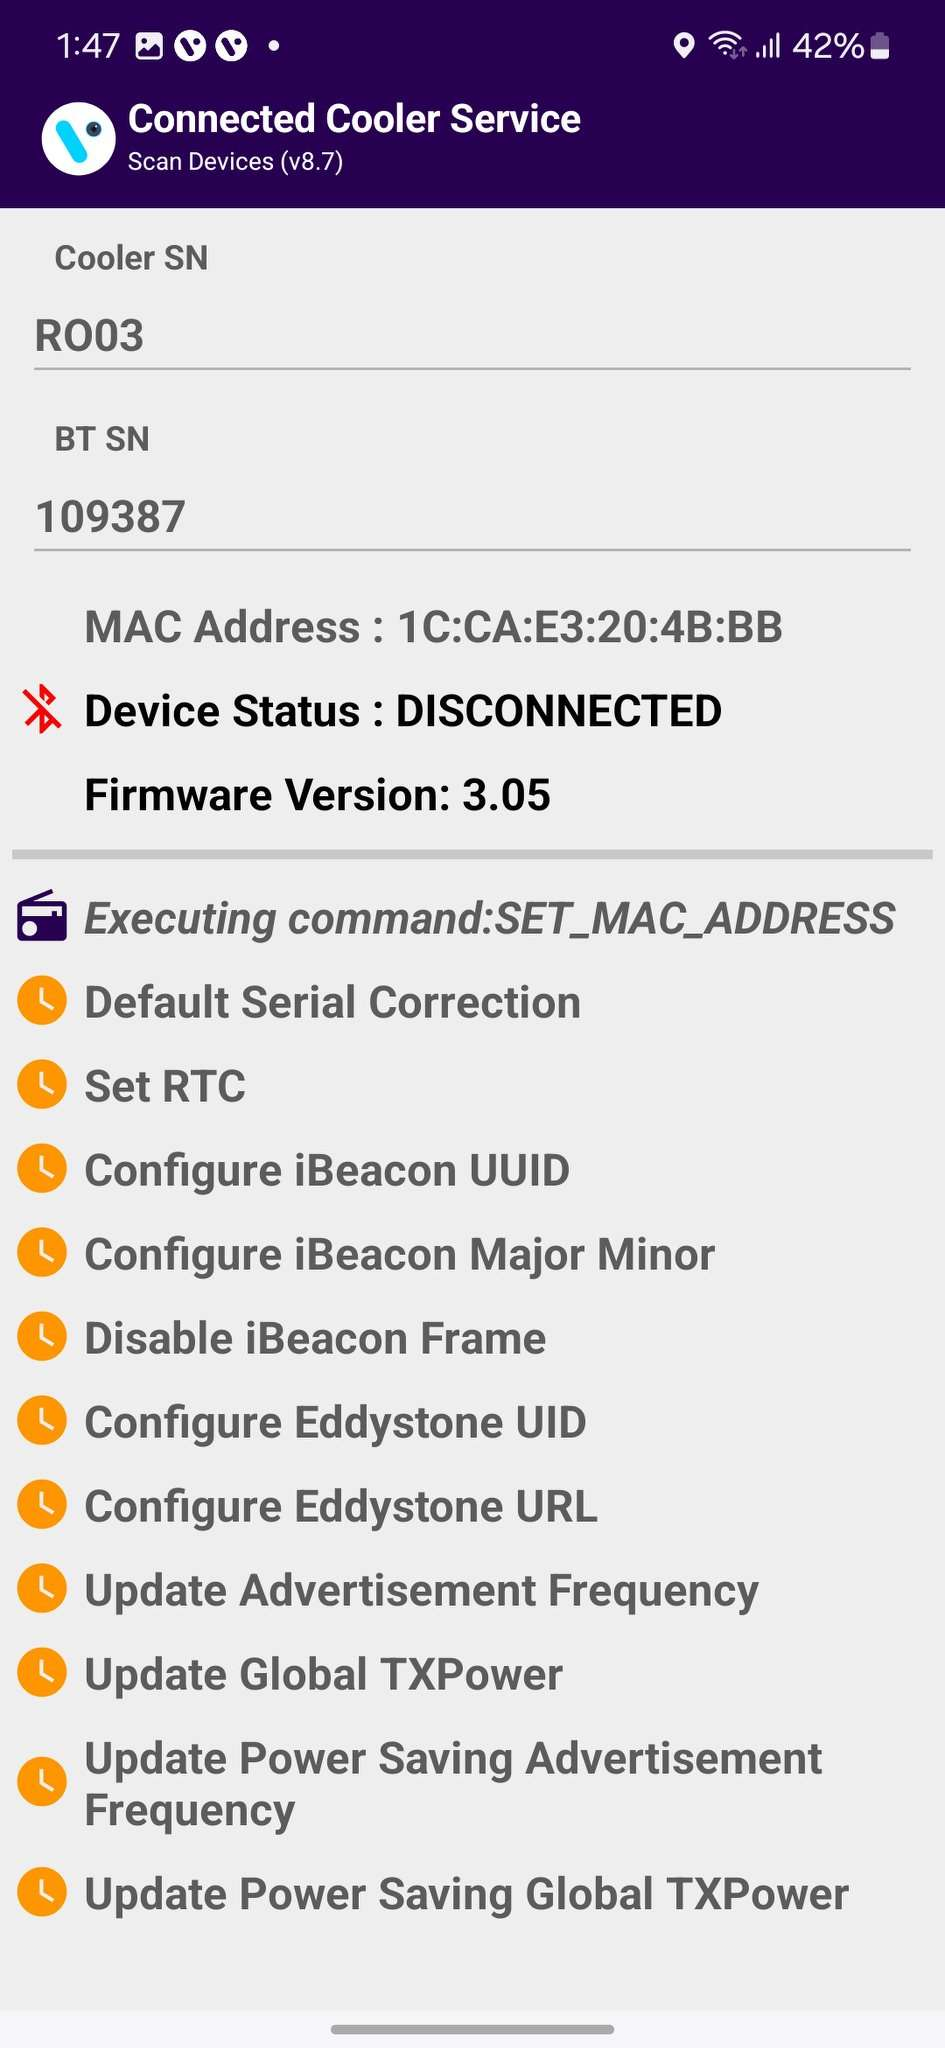 1:47
42%
Connected Cooler Service
Scan Devices (v8.7)
Cooler SN
RO03
BT SN
109387
MAC Address : 1C:CA:E3:20:4B:BB
Device Status : DISCONNECTED
Firmware Version: 3.05
Executing command:SET_MAC_ADDRESS
Default Serial Correction
Set RTC
Configure iBeacon UUID
Configure iBeacon Major Minor
Disable iBeacon Frame
Configure Eddystone UID
Configure Eddystone URL
Update Advertisement Frequency
Update Global TXPower
Update Power Saving Advertisement
Frequency
Update Power Saving Global TXPower